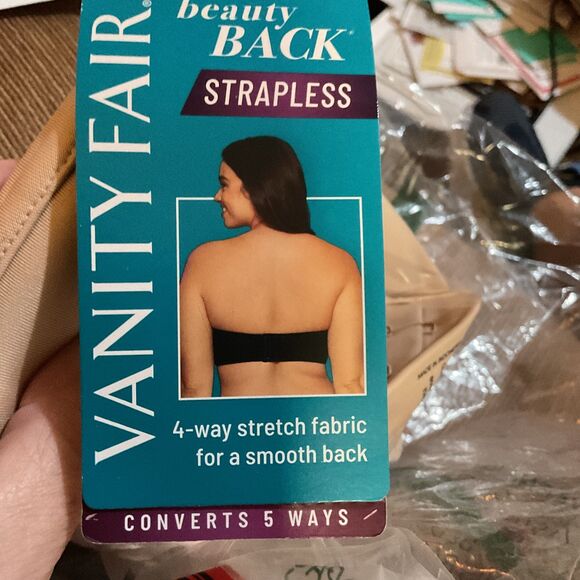 VANITY FAIR®
beauty
BACK®
STRAPLESS
4-way stretch fabric
for a smooth back
CONVERTS 5 WAYS